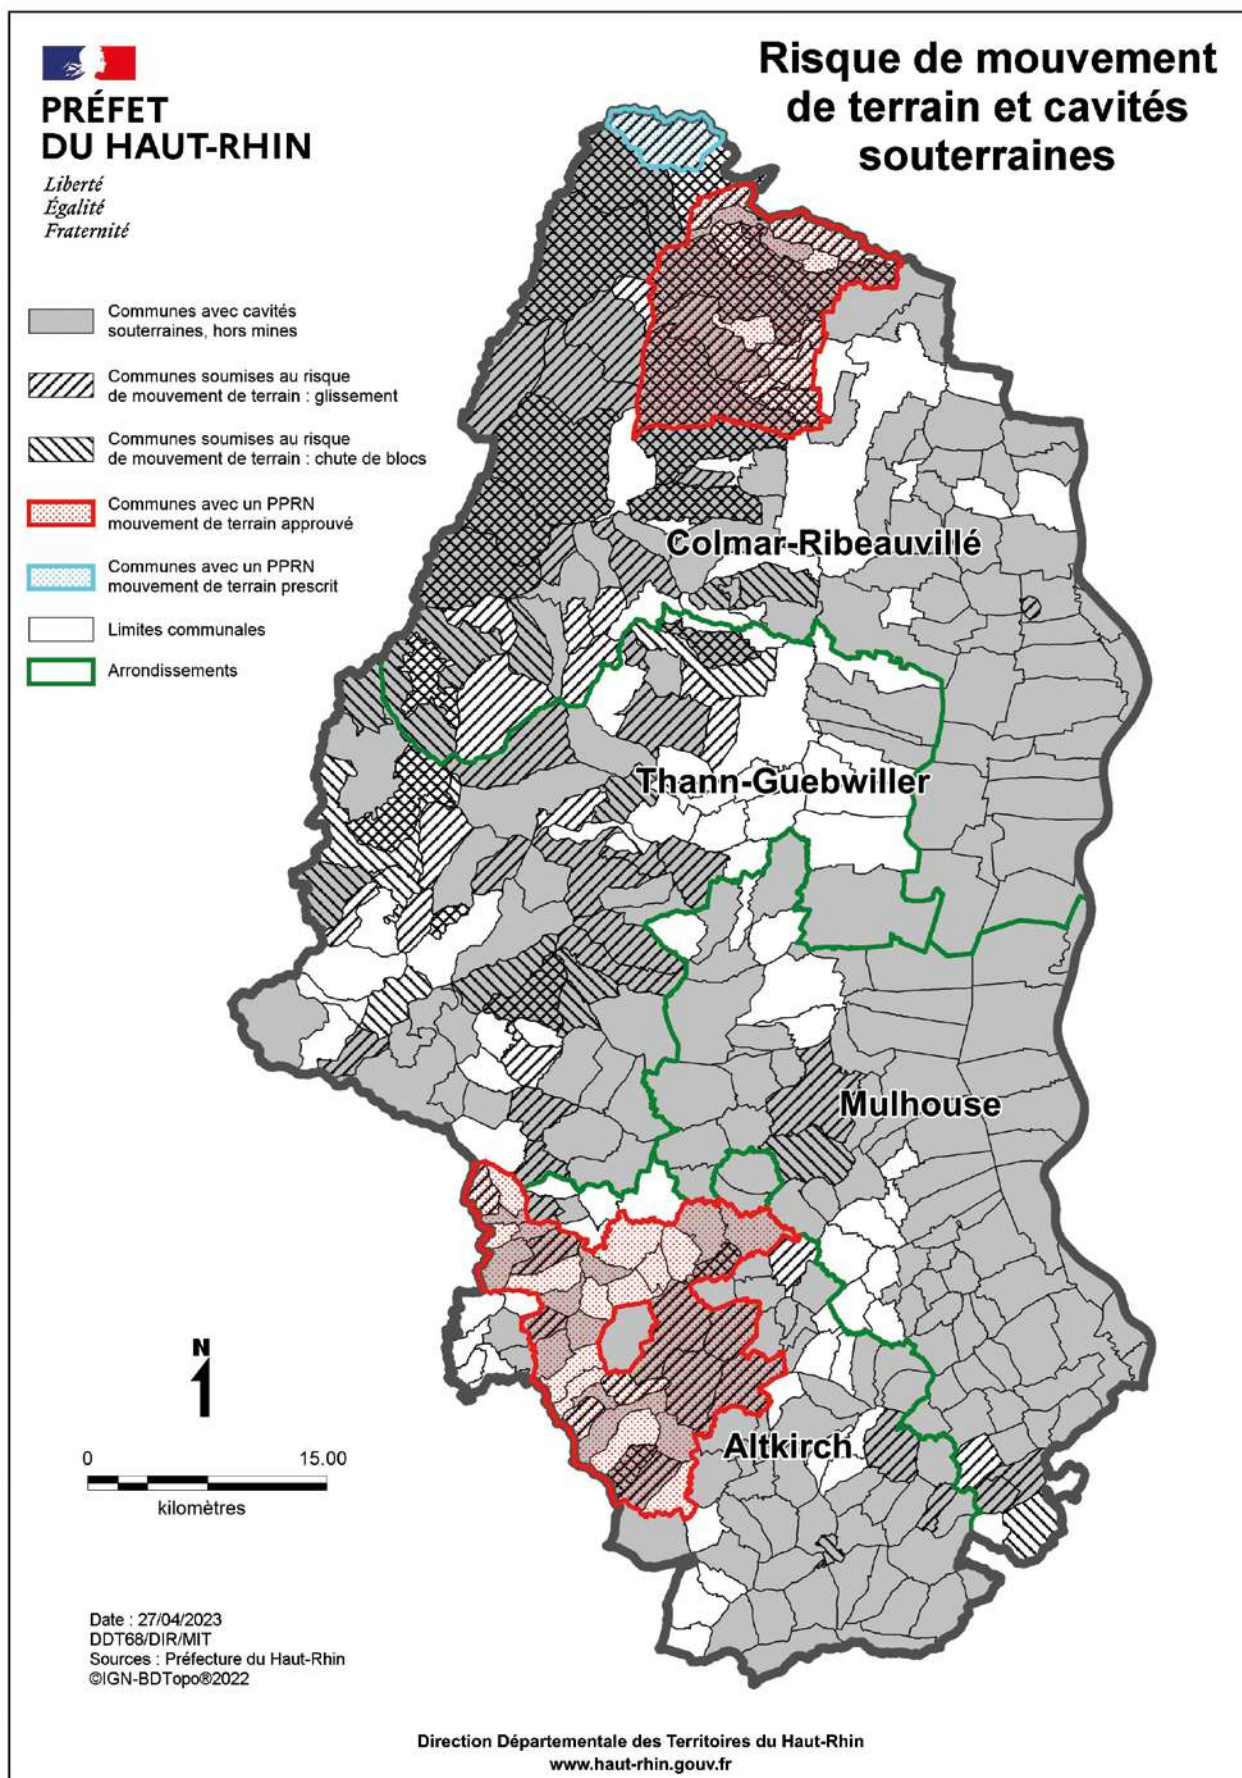 Risque de mouvement
de terrain et cavités
souterraines
PRÉFET
DU HAUT-RHIN
Liberté
Égalité
Fraternité
Communes avec cavités
souterraines, hors mines
Communes soumises au risque
de mouvement de terrain : glissement
Communes soumises au risque
de mouvement de terrain : chute de blocs
Communes avec un PPRN
mouvement de terrain approuvé
Communes avec un PPRN
mouvement de terrain prescrit
Limites communales
Arrondissements
Colmar-Ribeauvillé
Thann-Guebwiller
Mulhouse
Altkirch
N
0 15.00
kilomètres
Date : 27/04/2023
DDT68/DIR/MIT
Sources : Préfecture du Haut-Rhin
©IGN-BDTopo®2022
Direction Départementale des Territoires du Haut-Rhin
www.haut-rhin.gouv.fr